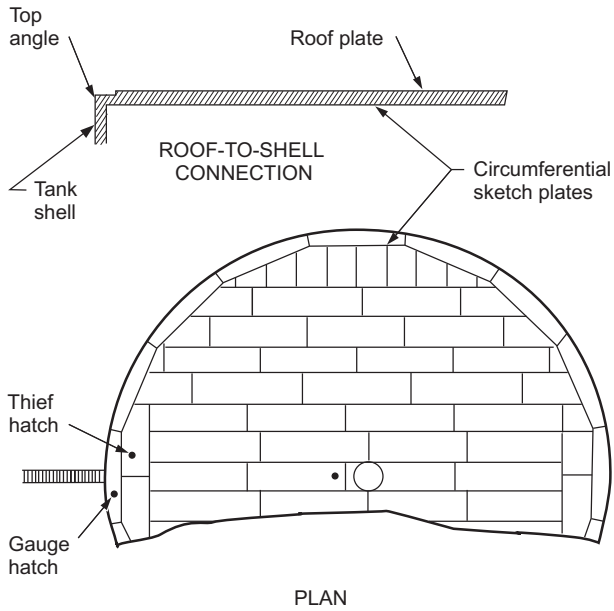 Top
angle
Roof plate
ROOF-TO-SHELL
CONNECTION
Tank
shell
Circumferential
sketch plates
Thief
hatch
Gauge
hatch
PLAN